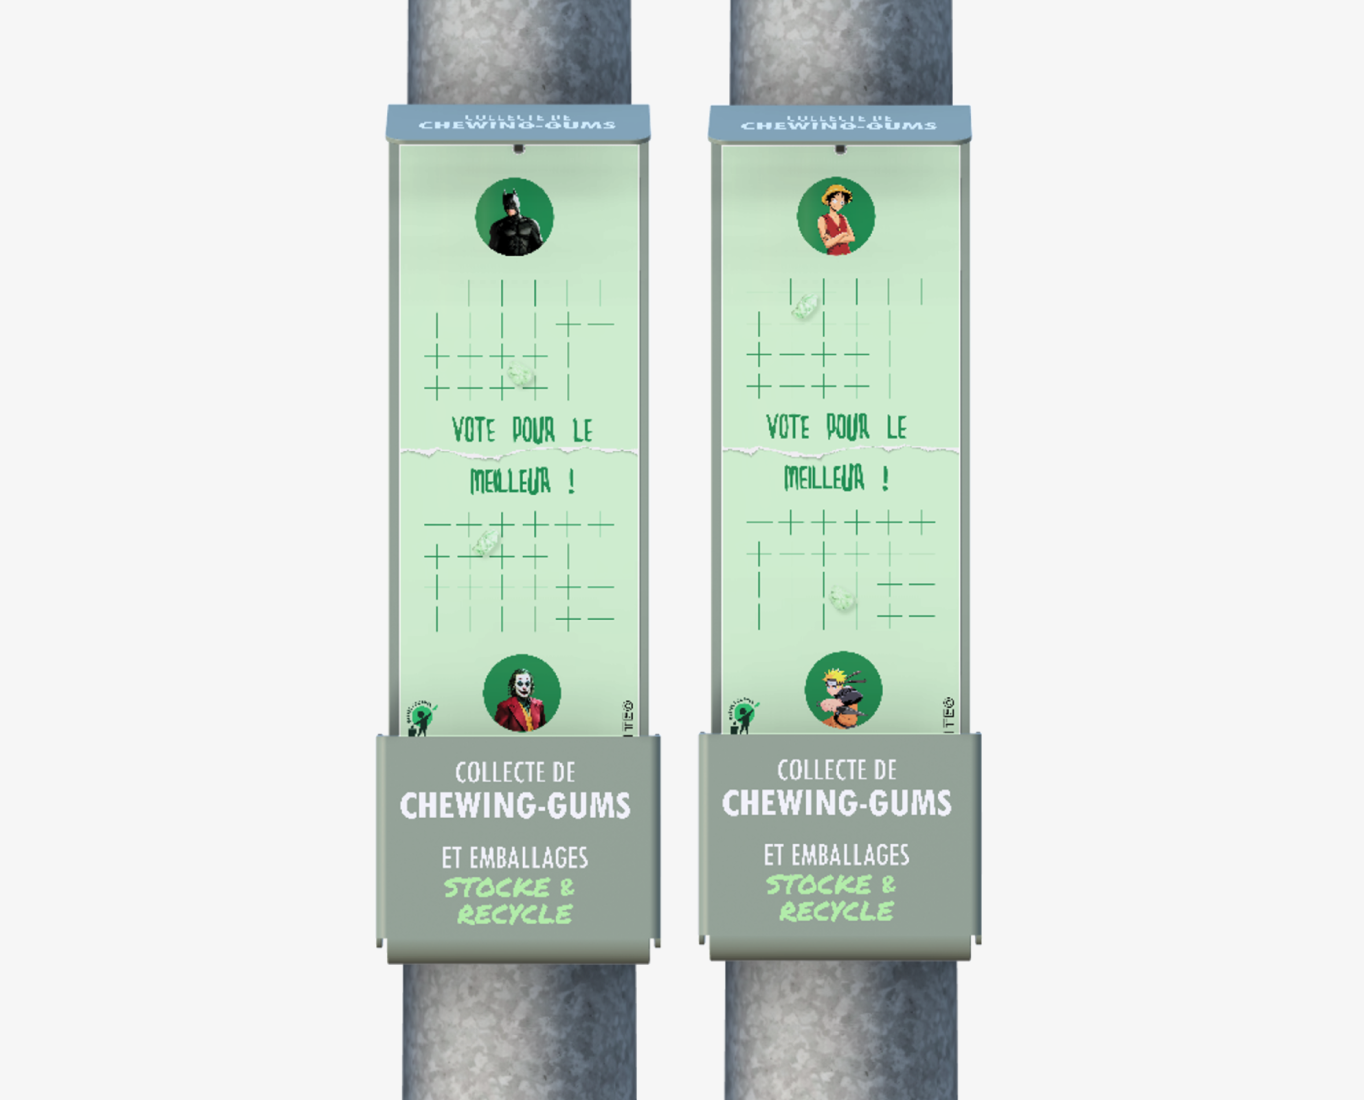 COLLECTE DE
CHEWING-GUMS
VOTE POUR LE
MEILLEUR !
COLLECTE DE
CHEWING-GUMS
ET EMBALLAGES
STOCKE &
RECYCLE
COLLECTE DE
CHEWING-GUMS
VOTE POUR LE
MEILLEUR !
COLLECTE DE
CHEWING-GUMS
ET EMBALLAGES
STOCKE &
RECYCLE